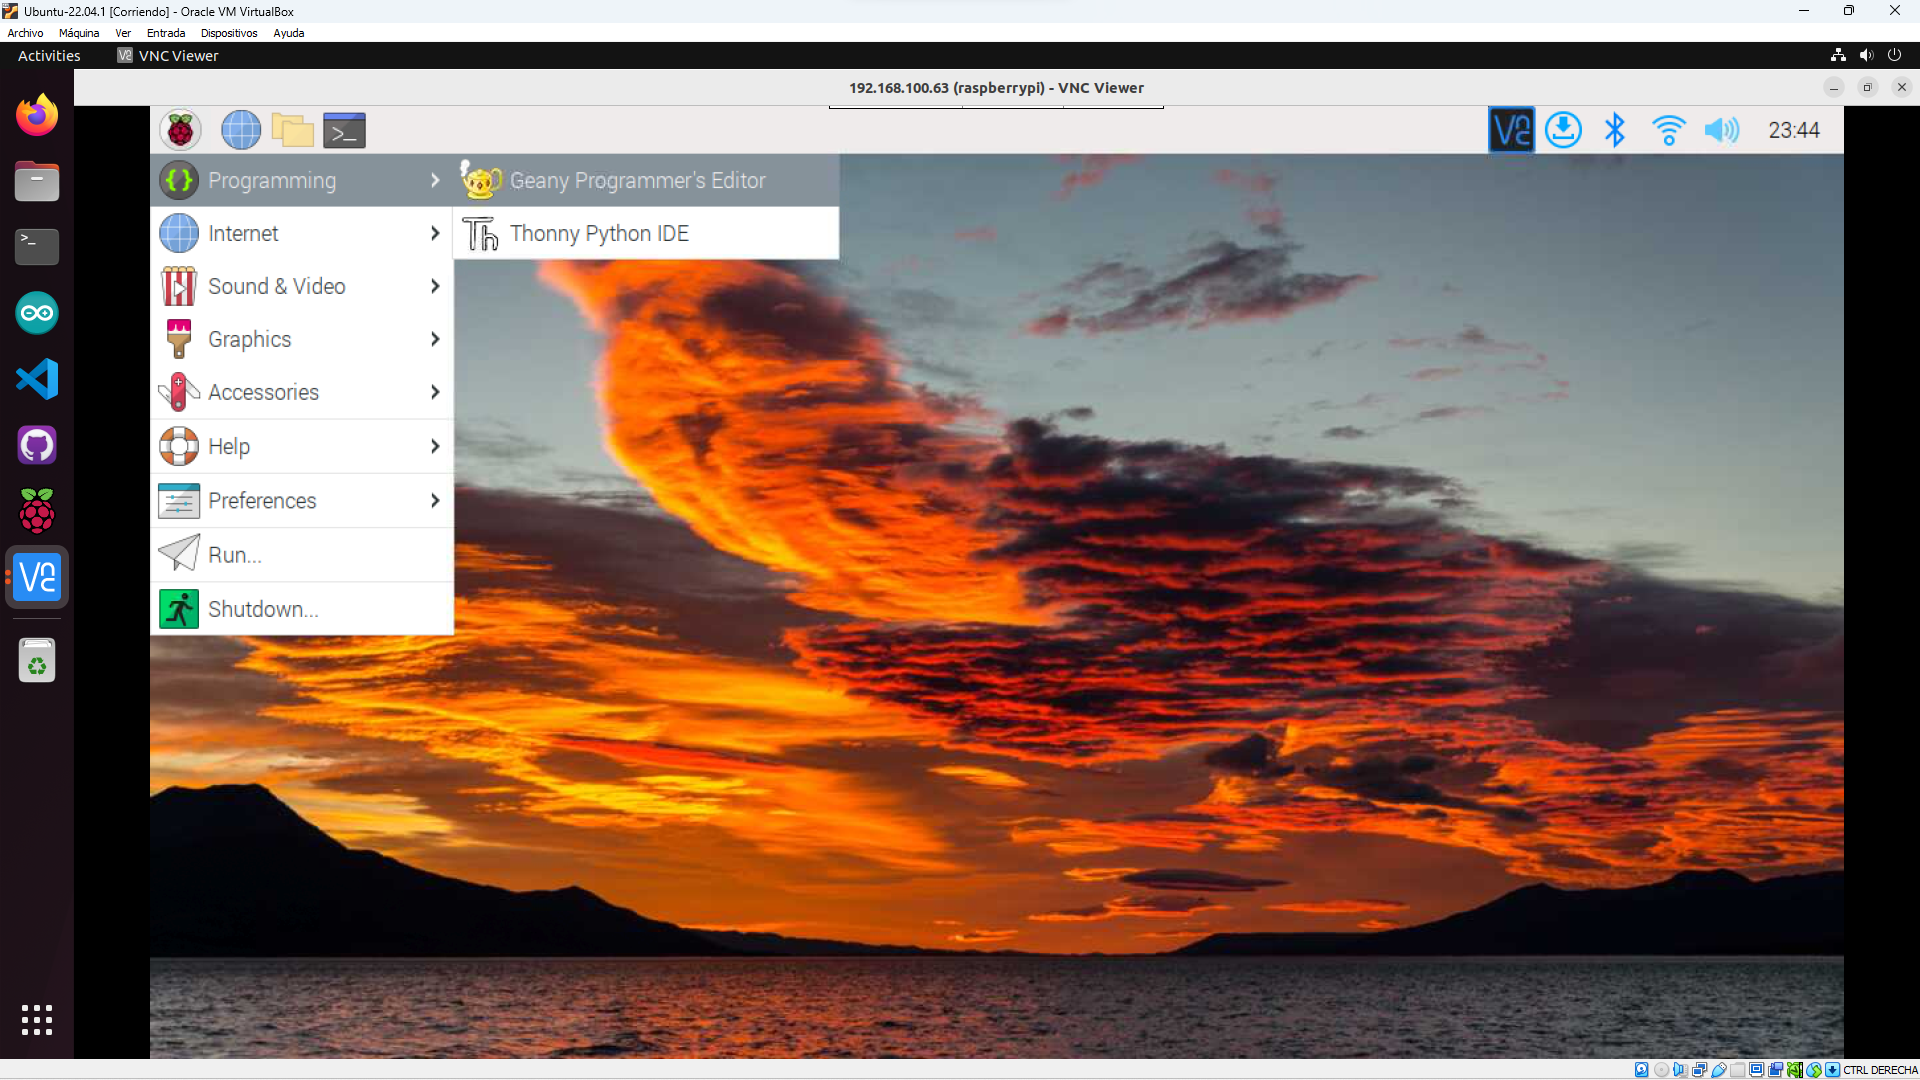 Ubuntu-22.04.1 [Corriendo] - Oracle VM VirtualBox
Archivo Máquina Ver Entrada Dispositivos Ayuda
Activities VNC Viewer
192.168.100.63 (raspberrypi) - VNC Viewer
23:44
Programming
Geany Programmer's Editor
Internet
Thonny Python IDE
Sound & Video
Graphics
Accessories
Help
Preferences
Run...
Shutdown...
CTRL DERECHA